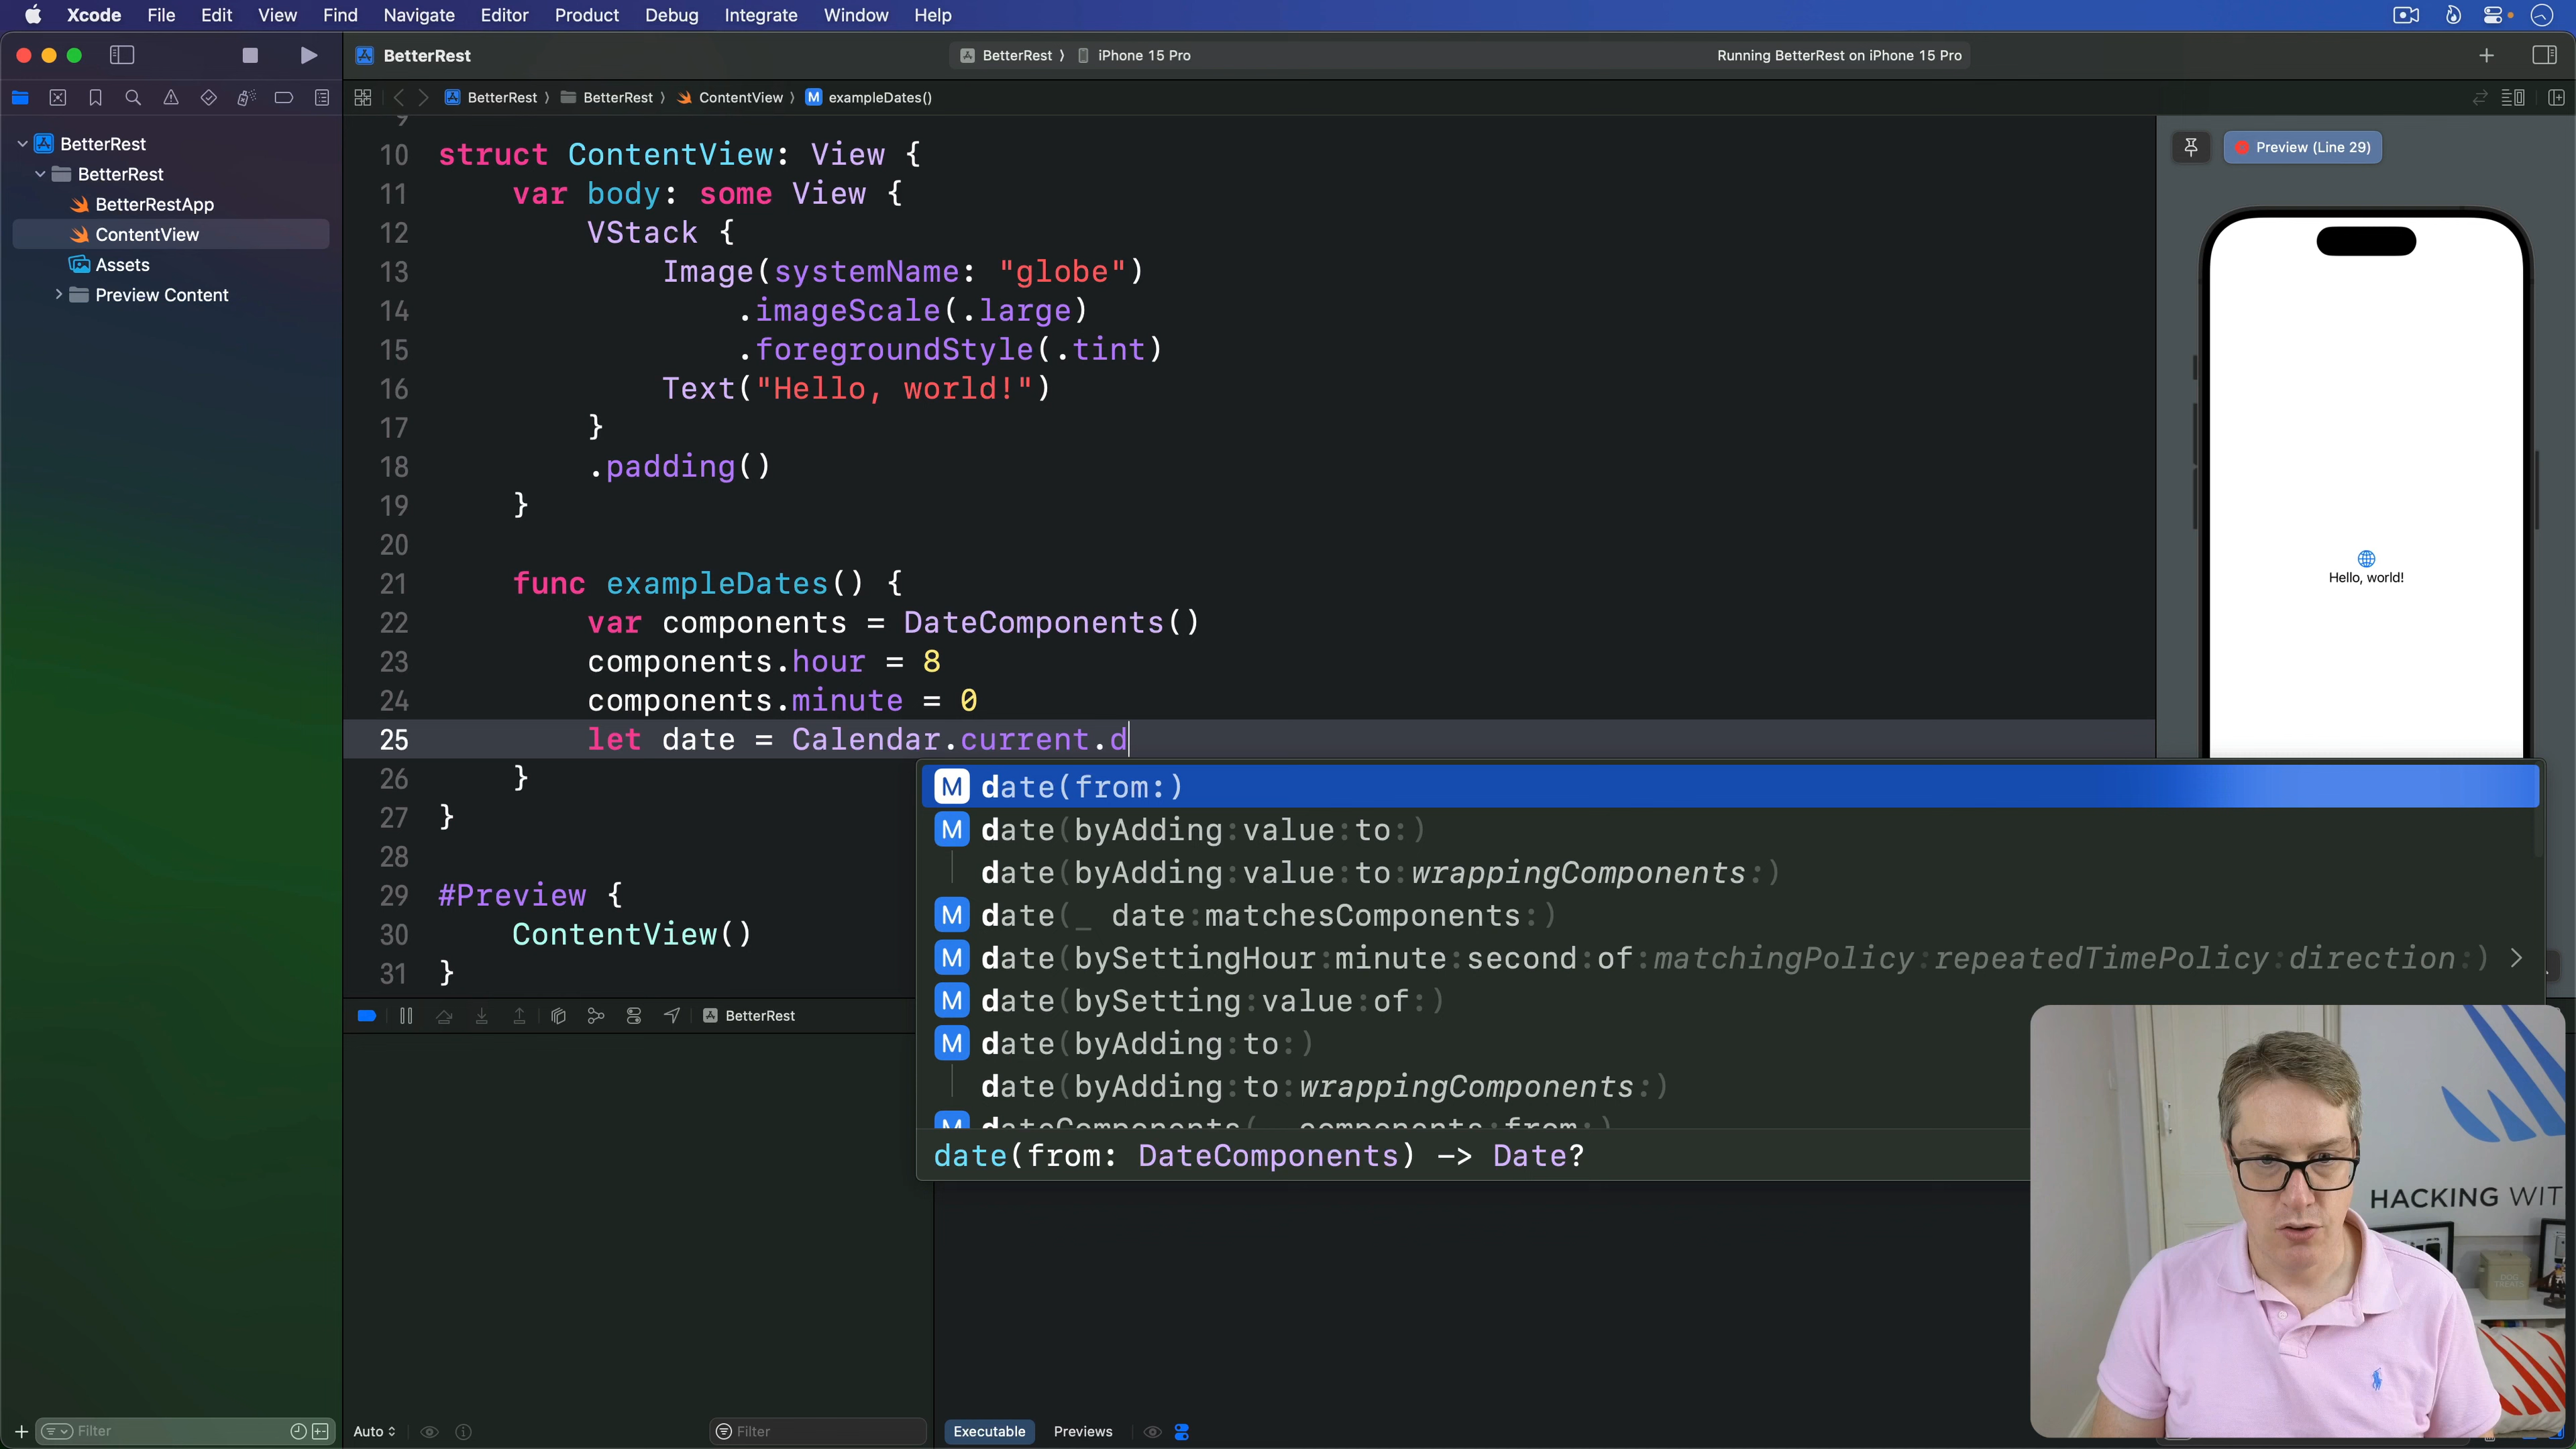 Xcode File Edit View Find Navigate Editor Product Debug Integrate Window Help
BetterRest
BetterRest 〉 iPhone 15 Pro
Running BetterRest on iPhone 15 Pro
BetterRest 〉 BetterRest 〉 ContentView 〉 M exampleDates()
BetterRest
BetterRest
BetterRestApp
ContentView
Assets
Preview Content
9
10 struct ContentView: View {
11 var body: some View {
12 VStack {
13 Image(systemName: "globe")
14 .imageScale(.large)
15 .foregroundStyle(.tint)
16 Text("Hello, world!")
17 }
18 .padding()
19 }
20
21 func exampleDates() {
22 var components = DateComponents()
23 components.hour = 8
24 components.minute = 0
25 let date = Calendar.current.d
26 }
27 }
28
29 #Preview {
30 ContentView()
31 }
M date(from:)
M date(byAdding:value:to:)
date(byAdding:value:to:wrappingComponents:)
M date(_ date:matchesComponents:)
M date(bySettingHour:minute:second:of:matchingPolicy:repeatedTimePolicy:direction:)
M date(bySetting:value:of:)
M date(byAdding:to:)
date(byAdding:to:wrappingComponents:)
M dateComponents(_ components:from:)
date(from: DateComponents) -> Date?
Preview (Line 29)
Hello, world!
BetterRest
HACKING WIT
DOG
TREATS
Filter
Auto
Filter
Executable Previews